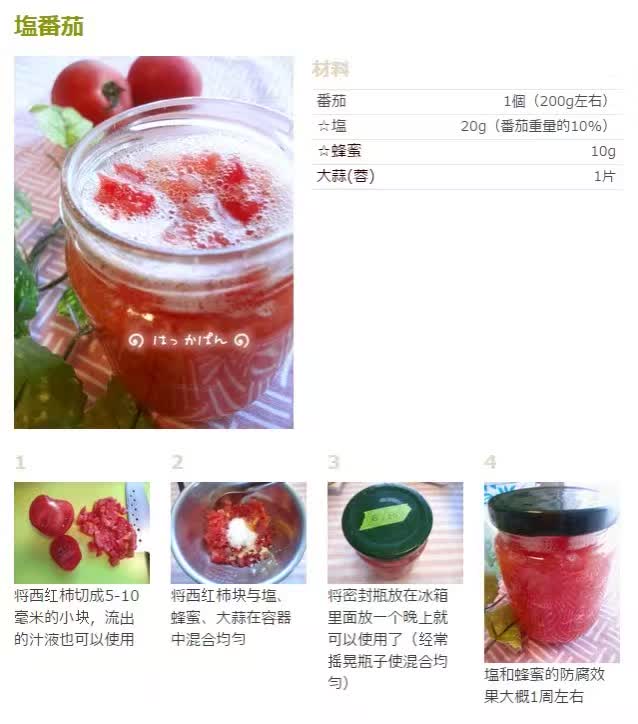 塩番茄
材料
番茄 1個（200g左右）
☆塩 20g（番茄重量的10%）
☆蜂蜜 10g
大蒜(蓉) 1片
はっかぱん
1
将西红柿切成5-10
毫米的小块，流出
的汁液也可以使用
2
将西红柿块与塩、
蜂蜜、大蒜在容器
中混合均匀
3
将密封瓶放在冰箱
里面放一个晚上就
可以使用了（经常
摇晃瓶子使混合均
匀）
4
塩和蜂蜜的防腐效
果大概1周左右